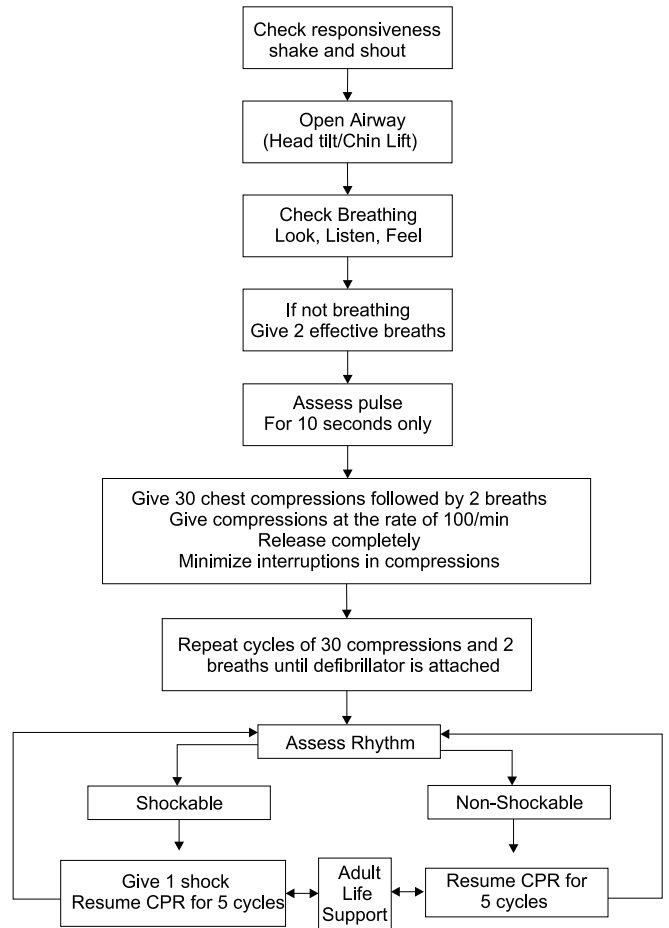 Check responsiveness
shake and shout
Open Airway
(Head tilt/Chin Lift)
Check Breathing
Look, Listen, Feel
If not breathing
Give 2 effective breaths
Assess pulse
For 10 seconds only
Give 30 chest compressions followed by 2 breaths
Give compressions at the rate of 100/min
Release completely
Minimize interruptions in compressions
Repeat cycles of 30 compressions and 2
breaths until defibrillator is attached
Assess Rhythm
Shockable
Non-Shockable
Give 1 shock
Resume CPR for 5 cycles
Adult
Life
Support
Resume CPR for
5 cycles